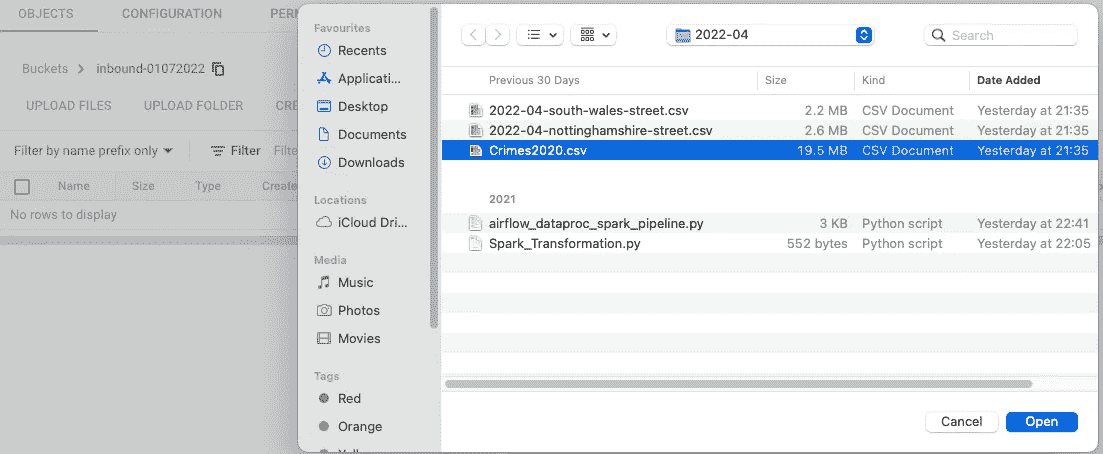 OBJECTS CONFIGURATION PER
Buckets > inbound-01072022
UPLOAD FILES UPLOAD FOLDER CRE
Filter by name prefix only Filter Filte
Name Size Type Create
No rows to display
Favourites
Recents
Applicati...
Desktop
Documents
Downloads
Locations
iCloud Dri...
Media
Music
Photos
Movies
Tags
Red
Orange
2022-04
Search
Previous 30 Days Size Kind Date Added
2022-04-south-wales-street.csv 2.2 MB CSV Document Yesterday at 21:35
2022-04-nottinghamshire-street.csv 2.6 MB CSV Document Yesterday at 21:35
Crimes2020.csv 19.5 MB CSV Document Yesterday at 21:35
2021
airflow_dataproc_spark_pipeline.py 3 KB Python script Yesterday at 22:41
Spark_Transformation.py 552 bytes Python script Yesterday at 22:05
Cancel Open